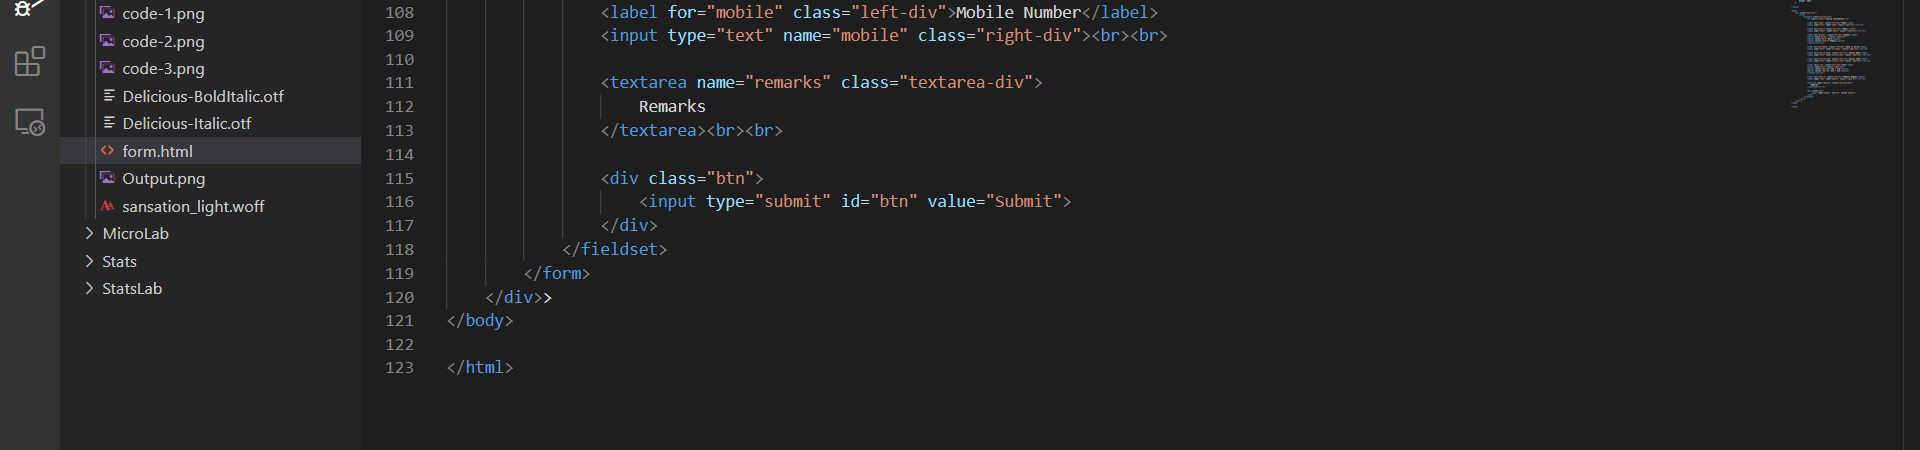 code-1.png
code-2.png
code-3.png
Delicious-BoldItalic.otf
Delicious-Italic.otf
form.html
Output.png
sansation_light.woff
MicroLab
Stats
StatsLab
108 <label for="mobile" class="left-div">Mobile Number</label>
109 <input type="text" name="mobile" class="right-div"><br><br>
110
111 <textarea name="remarks" class="textarea-div">
112 Remarks
113 </textarea><br><br>
114
115 <div class="btn">
116 <input type="submit" id="btn" value="Submit">
117 </div>
118 </fieldset>
119 </form>
120 </div>>
121 </body>
122
123 </html>